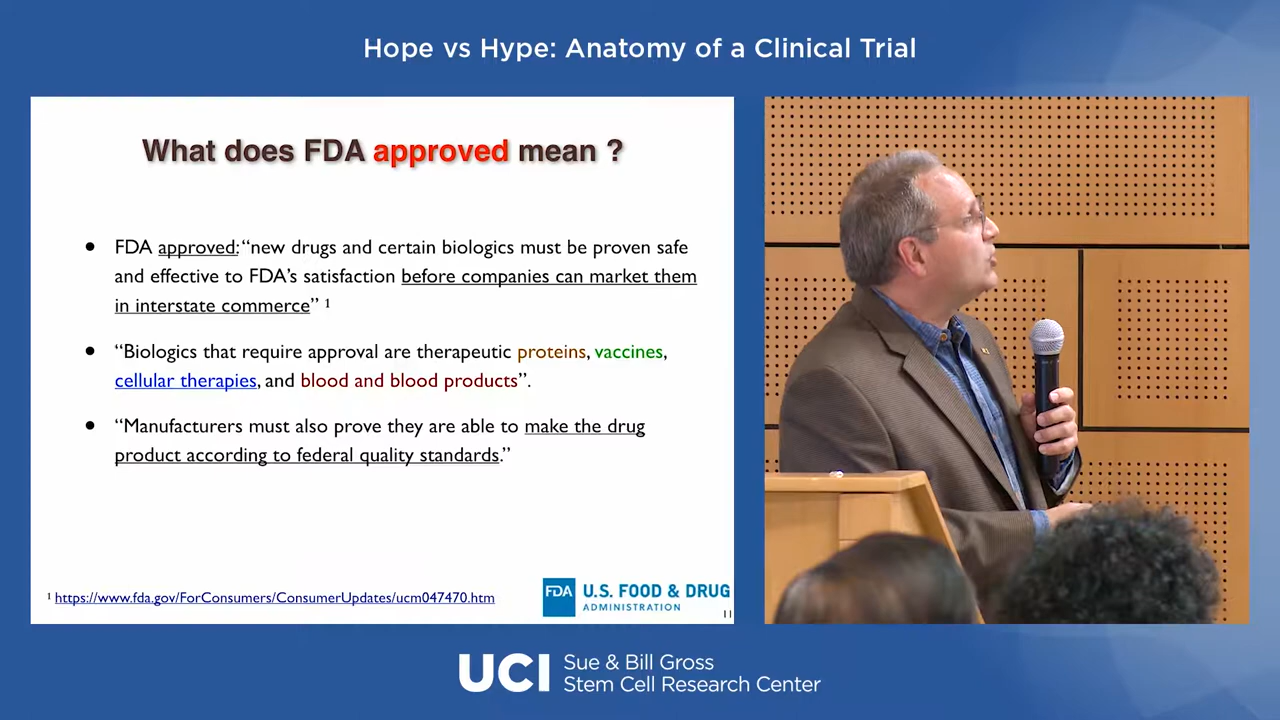 Hope vs Hype: Anatomy of a Clinical Trial
What does FDA approved mean ?
● FDA approved: “new drugs and certain biologics must be proven safe
and effective to FDA’s satisfaction before companies can market them
in interstate commerce” ¹
● “Biologics that require approval are therapeutic proteins, vaccines,
cellular therapies, and blood and blood products”.
● “Manufacturers must also prove they are able to make the drug
product according to federal quality standards.”
¹ https://www.fda.gov/ForConsumers/ConsumerUpdates/ucm047470.htm
FDA U.S. FOOD & DRUG
ADMINISTRATION
11
UCI Sue & Bill Gross
Stem Cell Research Center